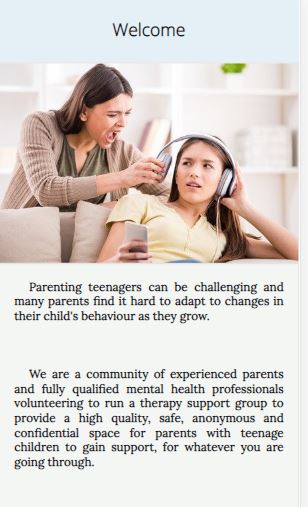 Welcome
Parenting teenagers can be challenging and
many parents find it hard to adapt to changes in
their child's behaviour as they grow.
We are a community of experienced parents
and fully qualified mental health professionals
volunteering to run a therapy support group to
provide a high quality, safe, anonymous and
confidential space for parents with teenage
children to gain support, for whatever you are
going through.